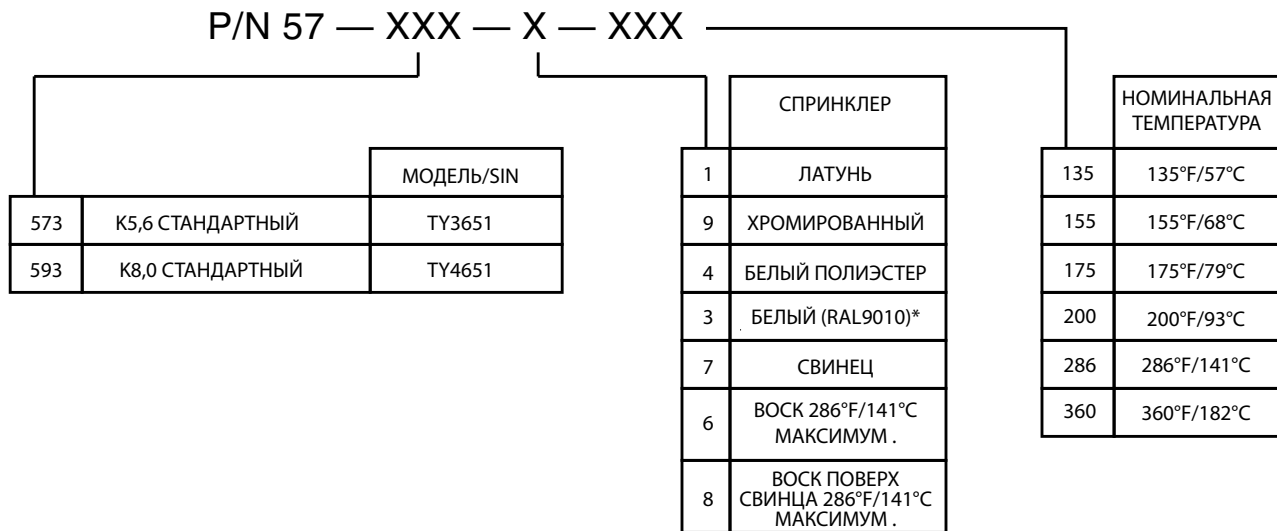 P/N 57 — XXX — X — XXX
МОДЕЛЬ/SIN
573 K5,6 СТАНДАРТНЫЙ TY3651
593 K8,0 СТАНДАРТНЫЙ TY4651
СПРИНКЛЕР
1 ЛАТУНЬ
9 ХРОМИРОВАННЫЙ
4 БЕЛЫЙ ПОЛИЭСТЕР
3 БЕЛЫЙ (RAL9010)*
7 СВИНЕЦ
6 ВОСК 286°F/141°C
МАКСИМУМ .
8 ВОСК ПОВЕРХ
СВИНЦА 286°F/141°C
МАКСИМУМ .
НОМИНАЛЬНАЯ
ТЕМПЕРАТУРА
135 135°F/57°C
155 155°F/68°C
175 175°F/79°C
200 200°F/93°C
286 286°F/141°C
360 360°F/182°C